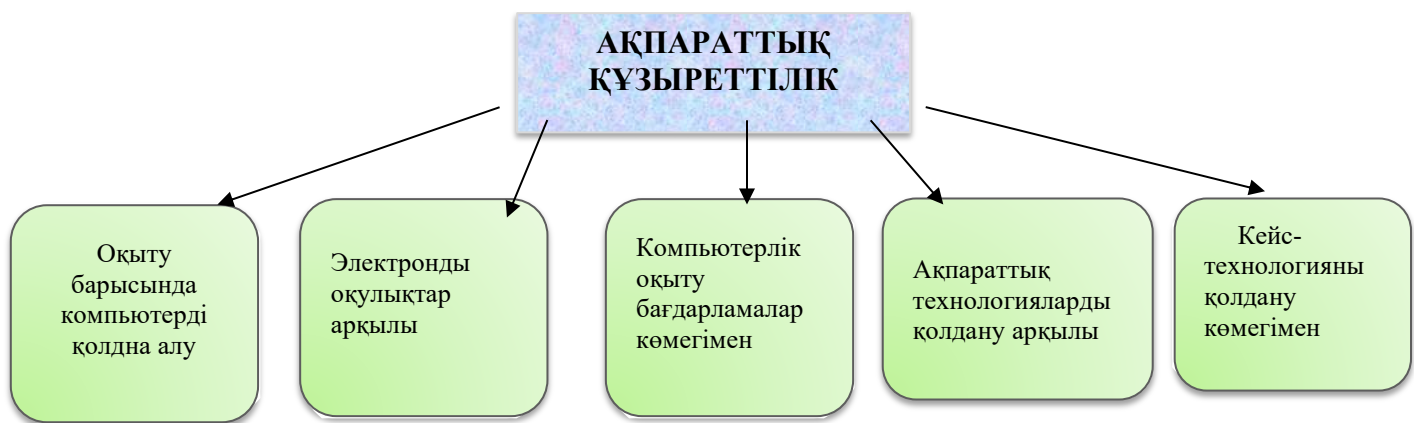 АҚПАРАТТЫҚ
ҚҰЗЫРЕТТІЛІК
Оқыту
барысында
компьютерді
қолдна алу
Электронды
оқулықтар
арқылы
Компьютерлік
оқыту
бағдарламалар
көмегімен
Ақпараттық
технологияларды
қолдану арқылы
Кейс-
технологияны
қолдану
көмегімен